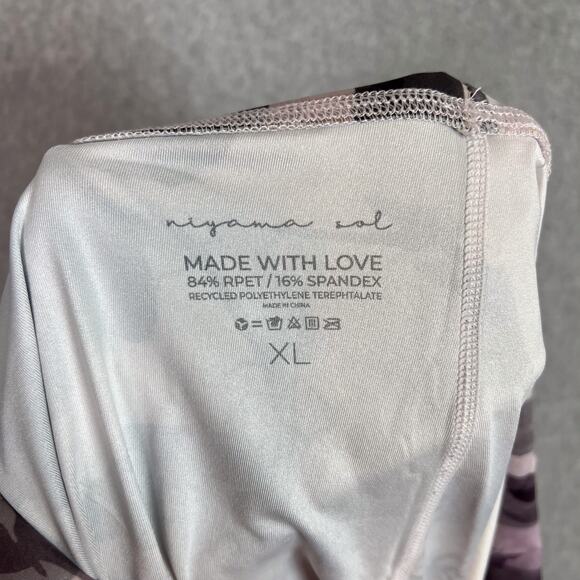 niyama sol
MADE WITH LOVE
84% RPET / 16% SPANDEX
RECYCLED POLYETHYLENE TEREPHTALATE
MADE IN CHINA
XL